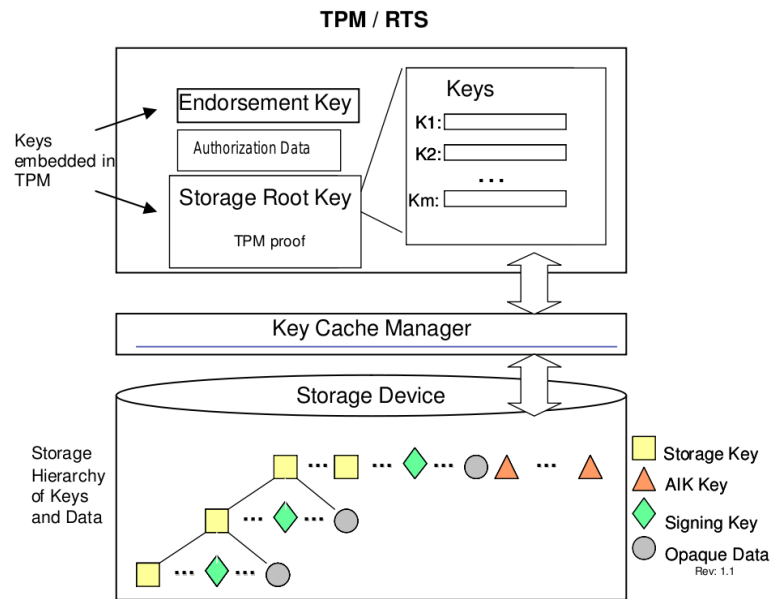 TPM / RTS
Endorsement Key
Authorization Data
Storage Root Key
TPM proof
Keys
embedded in
TPM
Keys
K1:
K2:
...
Km:
Key Cache Manager
Storage Device
Storage
Hierarchy
of Keys
and Data
... ... ... ...
... ...
... ...
Storage Key
AIK Key
Signing Key
Opaque Data
Rev: 1.1